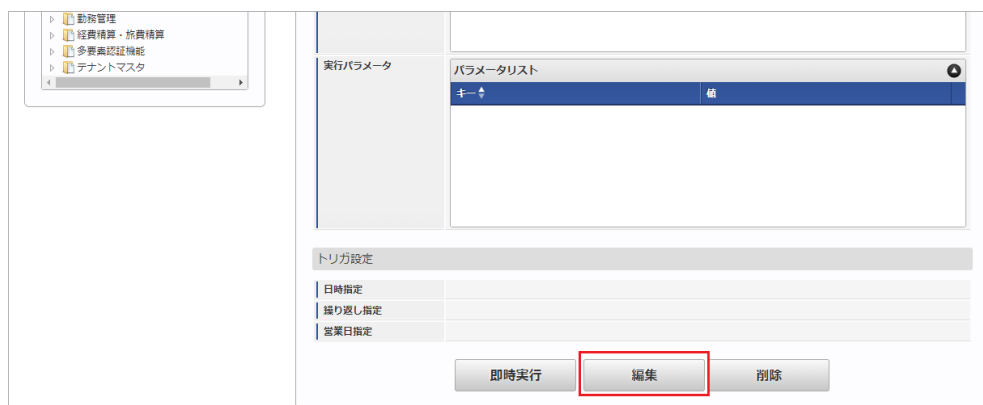 勤務管理
経費精算・旅費精算
多要素認証機能
テナントマスタ
実行パラメータ
パラメータリスト
キー 値
トリガ設定
日時指定
繰り返し指定
営業日指定
即時実行 編集 削除